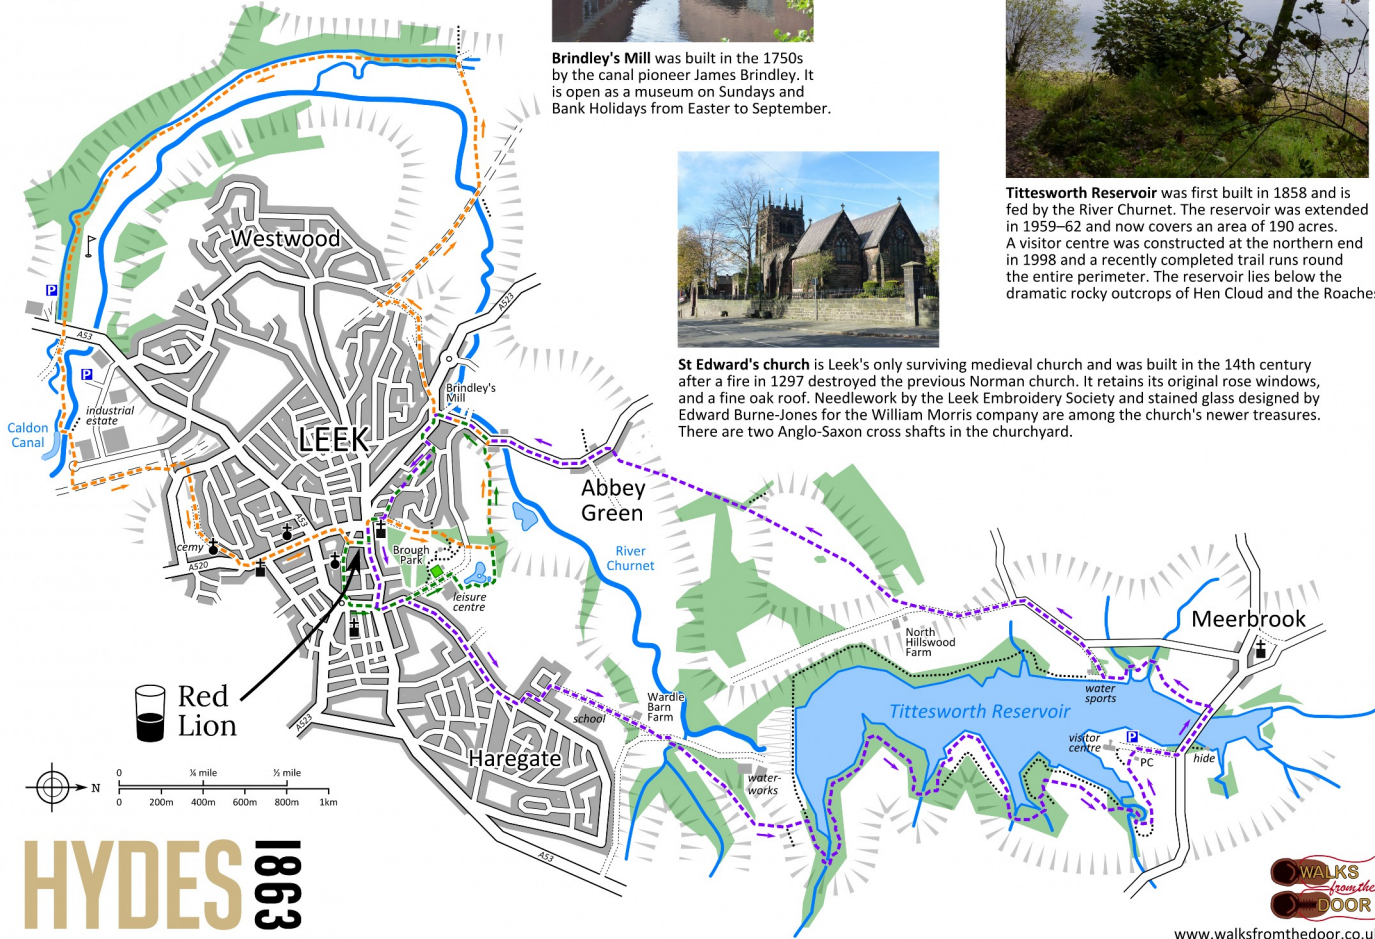 Brindley's Mill was built in the 1750s
by the canal pioneer James Brindley. It
is open as a museum on Sundays and
Bank Holidays from Easter to September.
Tittesworth Reservoir was first built in 1858 and is
fed by the River Churnet. The reservoir was extended
in 1959–62 and now covers an area of 190 acres.
A visitor centre was constructed at the northern end
in 1998 and a recently completed trail runs round
the entire perimeter. The reservoir lies below the
dramatic rocky outcrops of Hen Cloud and the Roaches
St Edward's church is Leek's only surviving medieval church and was built in the 14th century
after a fire in 1297 destroyed the previous Norman church. It retains its original rose windows,
and a fine oak roof. Needlework by the Leek Embroidery Society and stained glass designed by
Edward Burne-Jones for the William Morris company are among the church's newer treasures.
There are two Anglo-Saxon cross shafts in the churchyard.
Westwood
P
A53
A523
P
Brindley's
Mill
industrial
estate
Caldon
Canal
LEEK
Abbey
Green
A53
cemy
A520
Brough
Park
leisure
centre
River
Churnet
North
Hillswood
Farm
Meerbrook
Red
Lion
A523
school
Wardle
Barn
Farm
water
sports
Tittesworth Reservoir
P
visitor
centre
PC
hide
Haregate
water-
works
A53
N
0 ¼ mile ½ mile
0 200m 400m 600m 800m 1km
HYDES
1863
WALKS
from the
DOOR
www.walksfromthedoor.co.uk